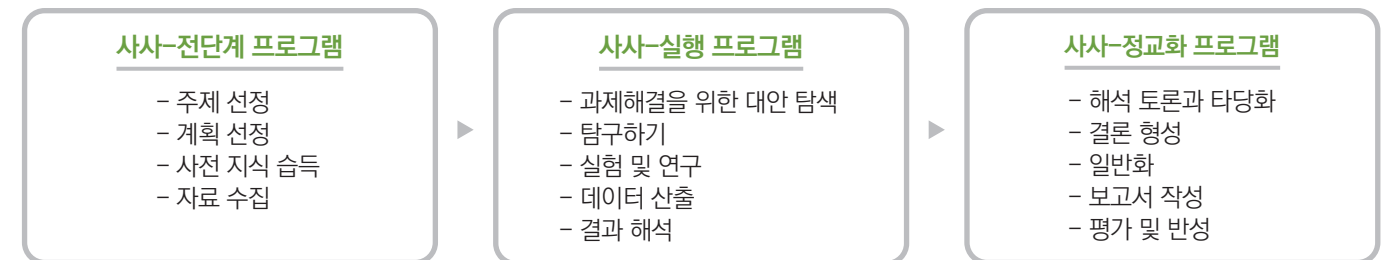 사사-전단계 프로그램
- 주제 선정
- 계획 선정
- 사전 지식 습득
- 자료 수집
사사-실행 프로그램
- 과제해결을 위한 대안 탐색
- 탐구하기
- 실험 및 연구
- 데이터 산출
- 결과 해석
사사-정교화 프로그램
- 해석 토론과 타당화
- 결론 형성
- 일반화
- 보고서 작성
- 평가 및 반성